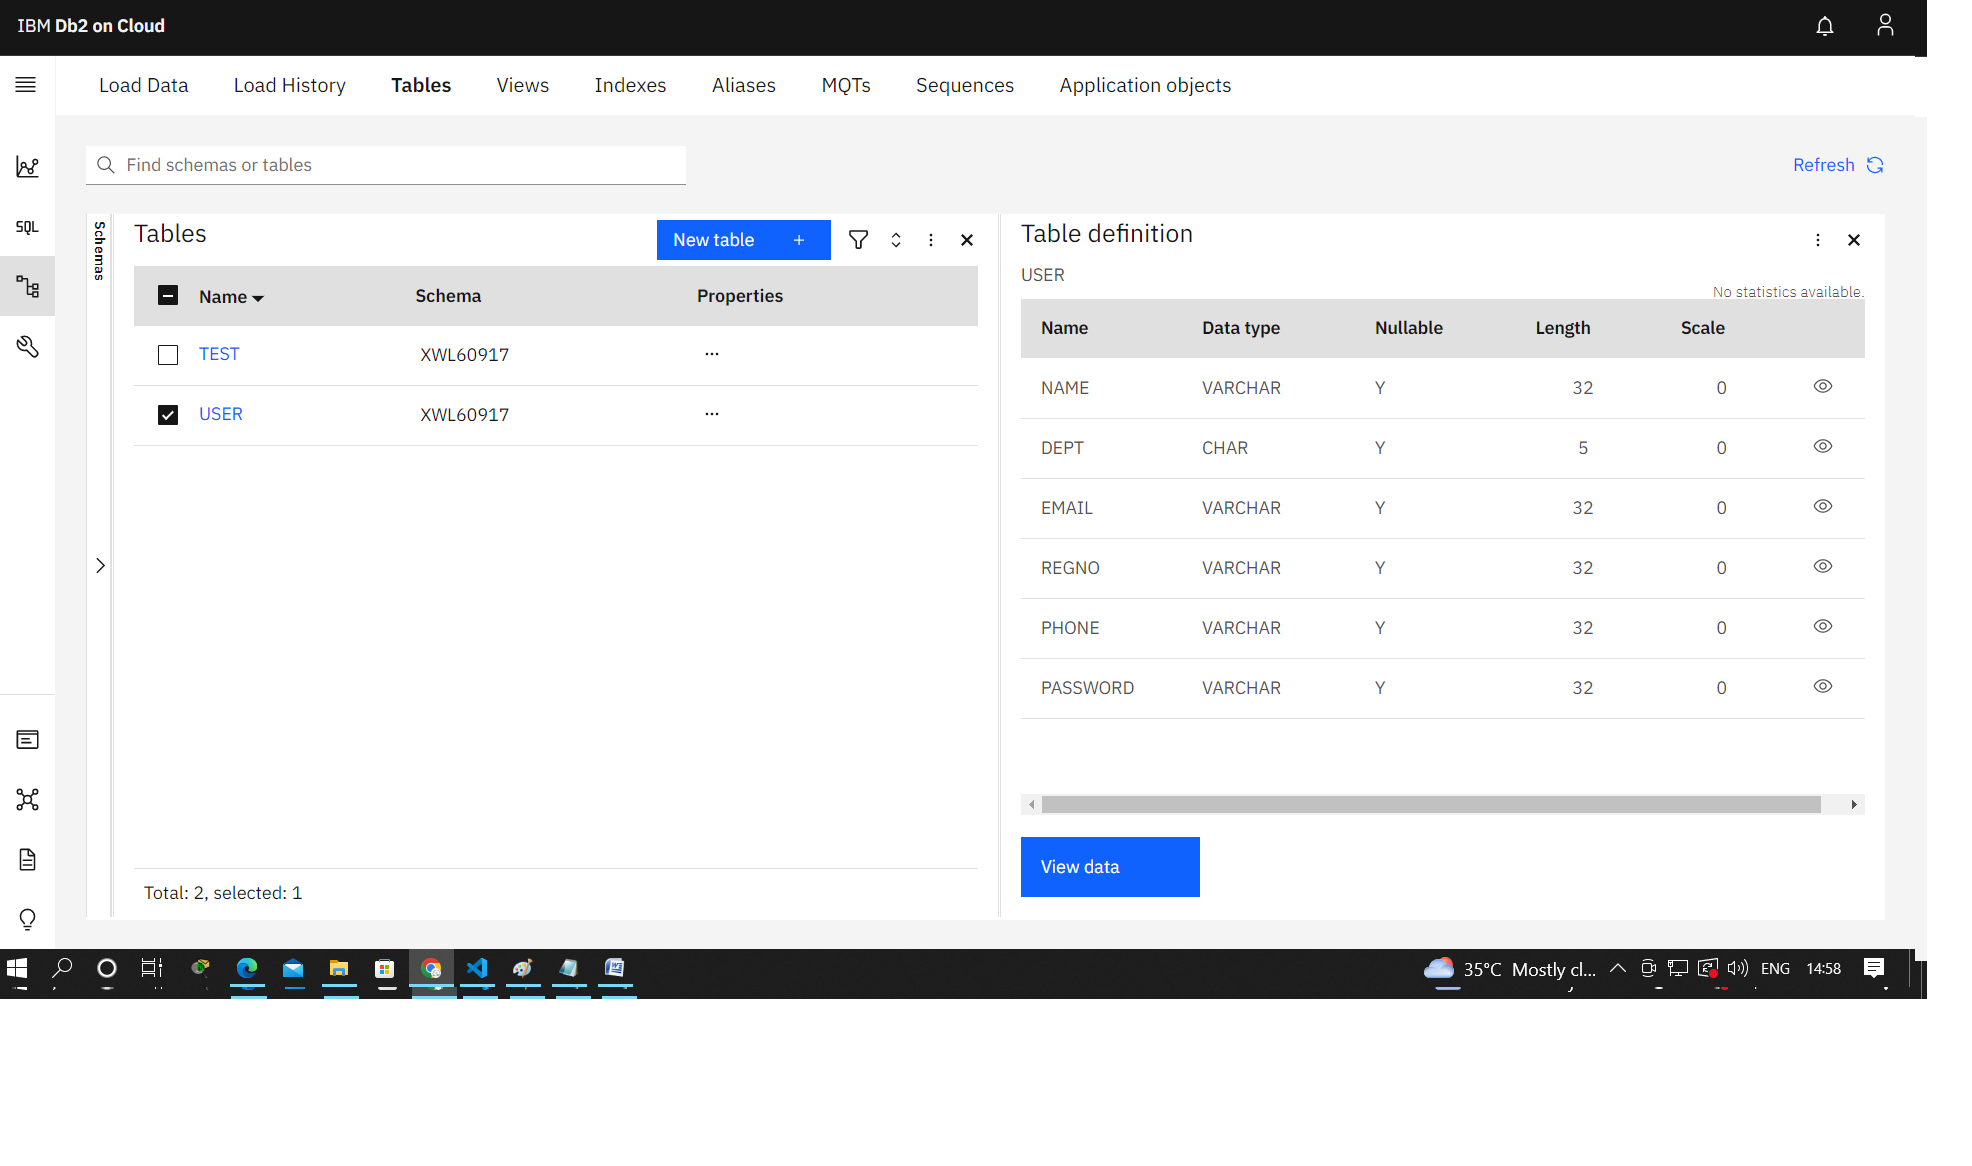 IBM Db2 on Cloud
Load Data Load History Tables Views Indexes Aliases MQTs Sequences Application objects
SQL
Find schemas or tables
Refresh
Schemas
Tables
New table +
Name Schema Properties
TEST XWL60917 ...
USER XWL60917 ...
Total: 2, selected: 1
Table definition
USER
No statistics available.
Name Data type Nullable Length Scale
NAME VARCHAR Y 32 0
DEPT CHAR Y 5 0
EMAIL VARCHAR Y 32 0
REGNO VARCHAR Y 32 0
PHONE VARCHAR Y 32 0
PASSWORD VARCHAR Y 32 0
View data
35°C Mostly cl... ENG 14:58